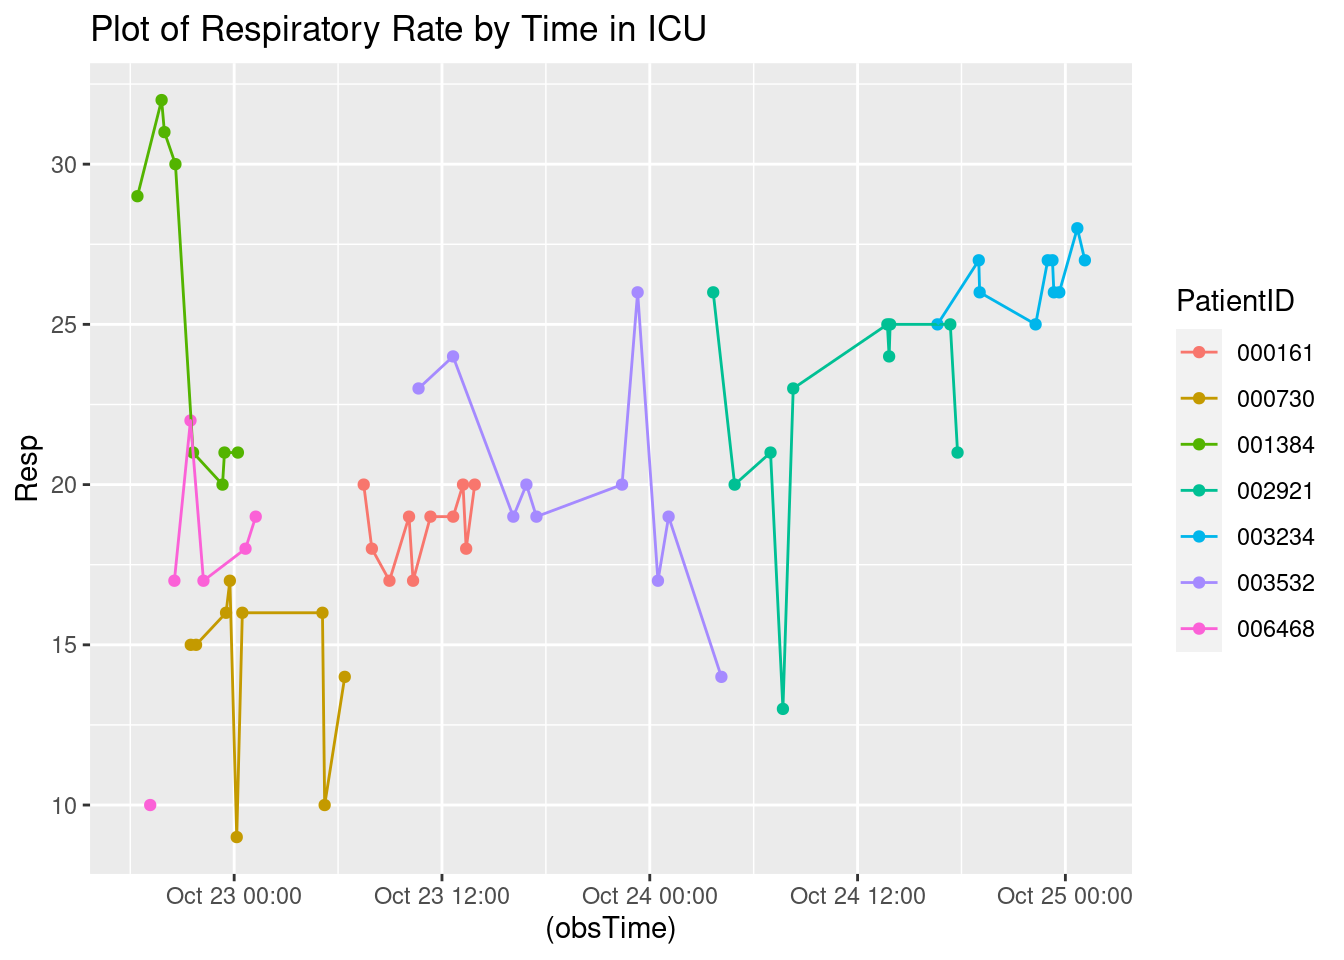 Plot of Respiratory Rate by Time in ICU
Resp
30
25
20
15
10
Oct 23 00:00 Oct 23 12:00 Oct 24 00:00 Oct 24 12:00 Oct 25 00:00
(obsTime)
PatientID
000161
000730
001384
002921
003234
003532
006468